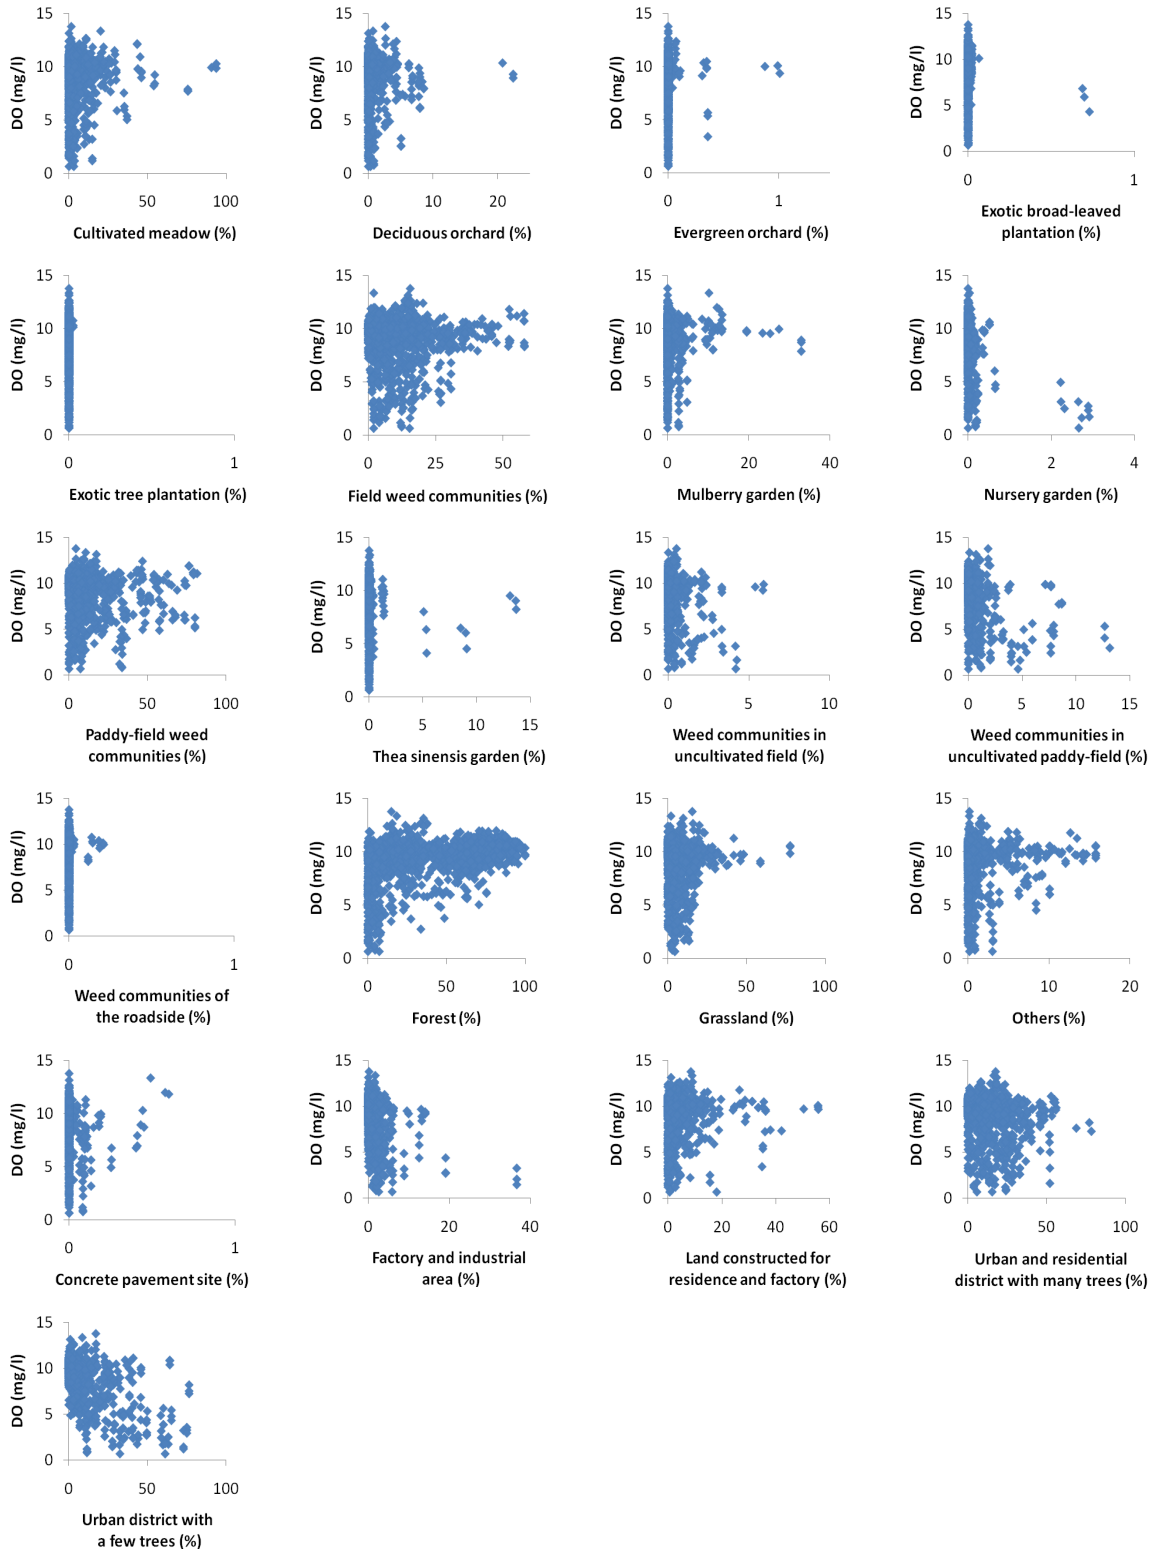 DO (mg/l)
15
10
5
0
0 50 100
Cultivated meadow (%)
DO (mg/l)
15
10
5
0
0 10 20
Deciduous orchard (%)
DO (mg/l)
15
10
5
0
0 1
Evergreen orchard (%)
DO (mg/l)
15
10
5
0
0 1
Exotic broad-leaved
plantation (%)
DO (mg/l)
15
10
5
0
0 1
Exotic tree plantation (%)
DO (mg/l)
15
10
5
0
0 25 50
Field weed communities (%)
DO (mg/l)
15
10
5
0
0 20 40
Mulberry garden (%)
DO (mg/l)
15
10
5
0
0 2 4
Nursery garden (%)
DO (mg/l)
15
10
5
0
0 50 100
Paddy-field weed
communities (%)
DO (mg/l)
15
10
5
0
0 5 10 15
Thea sinensis garden (%)
DO (mg/l)
15
10
5
0
0 5 10
Weed communities in
uncultivated field (%)
DO (mg/l)
15
10
5
0
0 5 10 15
Weed communities in
uncultivated paddy-field (%)
DO (mg/l)
15
10
5
0
0 1
Weed communities of
the roadside (%)
DO (mg/l)
15
10
5
0
0 50 100
Forest (%)
DO (mg/l)
15
10
5
0
0 50 100
Grassland (%)
DO (mg/l)
15
10
5
0
0 10 20
Others (%)
DO (mg/l)
15
10
5
0
0 1
Concrete pavement site (%)
DO (mg/l)
15
10
5
0
0 20 40
Factory and industrial
area (%)
DO (mg/l)
15
10
5
0
0 20 40 60
Land constructed for
residence and factory (%)
DO (mg/l)
15
10
5
0
0 50 100
Urban and residential
district with many trees (%)
DO (mg/l)
15
10
5
0
0 50 100
Urban district with
a few trees (%)